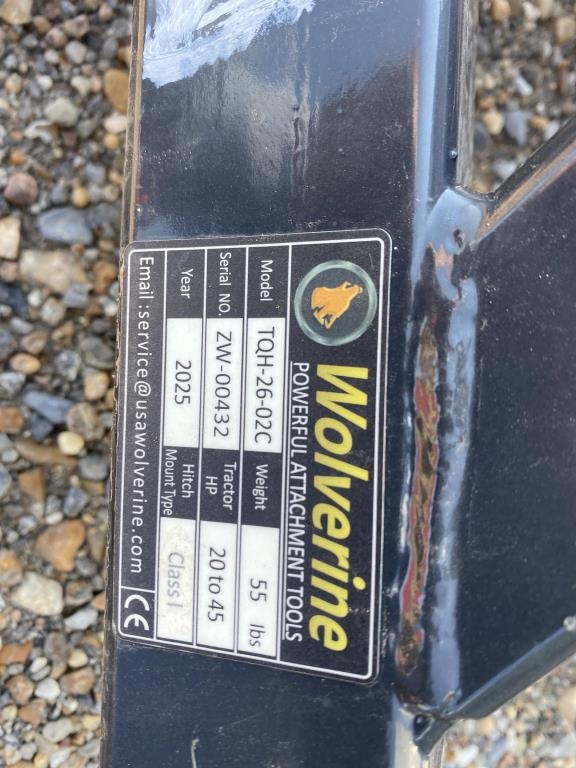 Wolverine
POWERFUL ATTACHMENT TOOLS
Model TQH-26-02C Weight 55 lbs
Serial NO. ZW-00432 Tractor HP 20 to 45
Year 2025 Hitch Mount Type Class I
Email :service@usawolverine.com CE